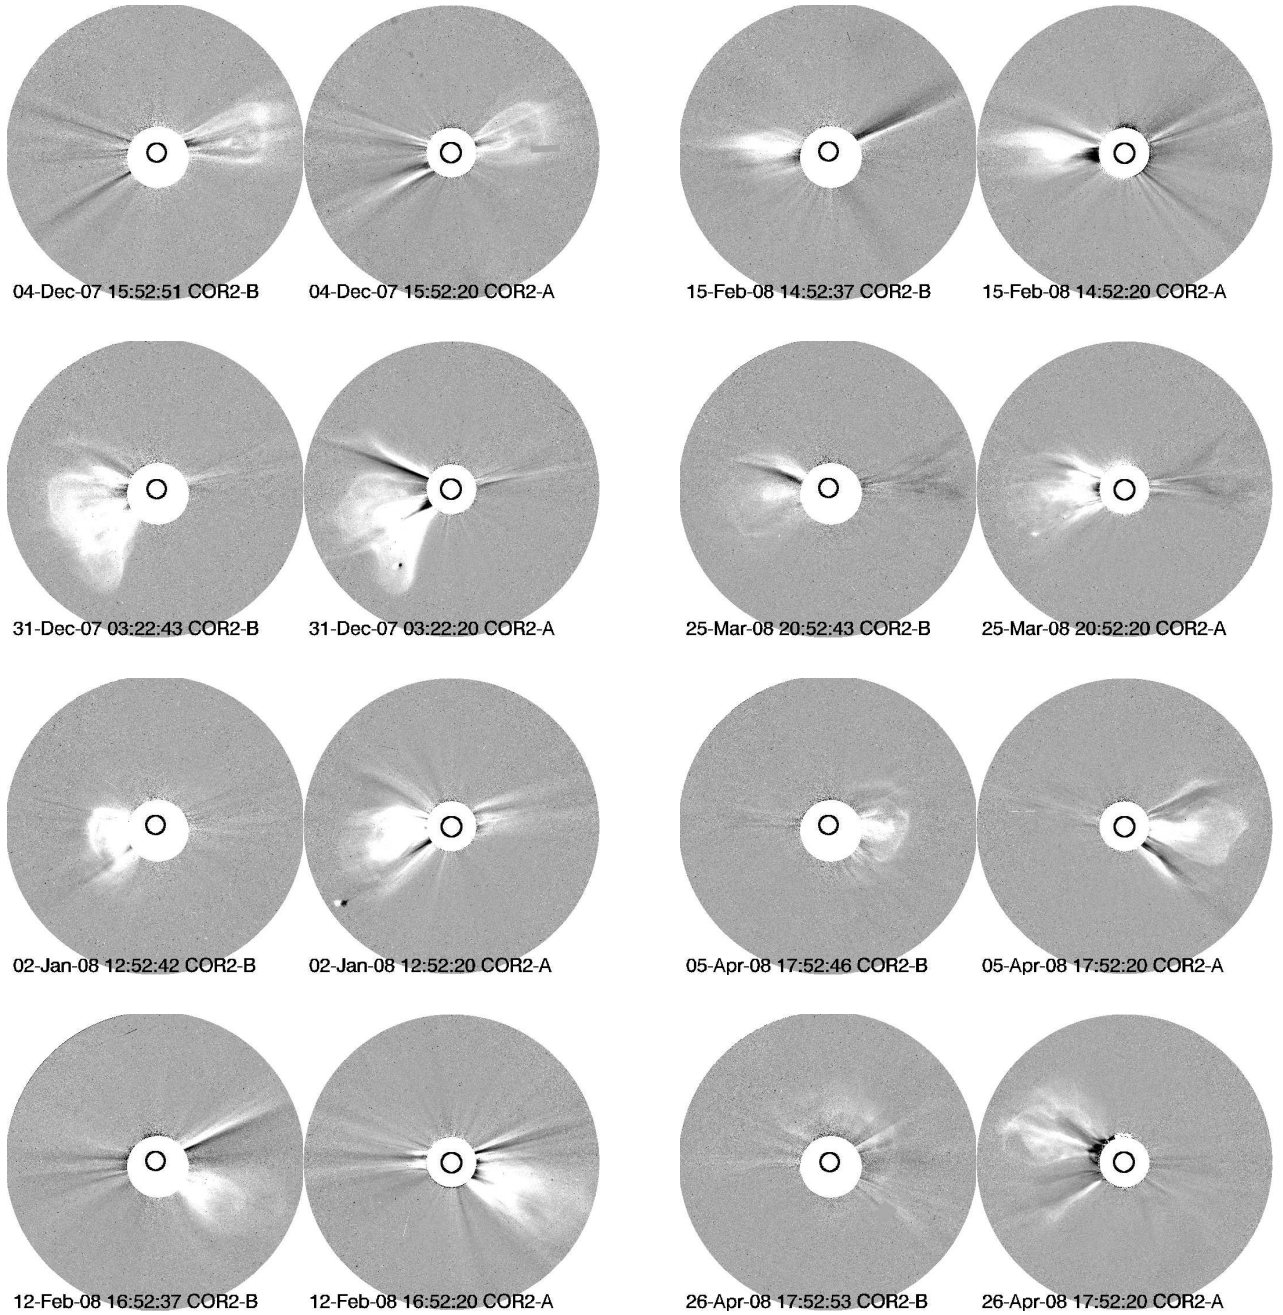 04-Dec-07 15:52:51 COR2-B
04-Dec-07 15:52:20 COR2-A
15-Feb-08 14:52:37 COR2-B
15-Feb-08 14:52:20 COR2-A
31-Dec-07 03:22:43 COR2-B
31-Dec-07 03:22:20 COR2-A
25-Mar-08 20:52:43 COR2-B
25-Mar-08 20:52:20 COR2-A
02-Jan-08 12:52:42 COR2-B
02-Jan-08 12:52:20 COR2-A
05-Apr-08 17:52:46 COR2-B
05-Apr-08 17:52:20 COR2-A
12-Feb-08 16:52:37 COR2-B
12-Feb-08 16:52:20 COR2-A
26-Apr-08 17:52:53 COR2-B
26-Apr-08 17:52:20 COR2-A